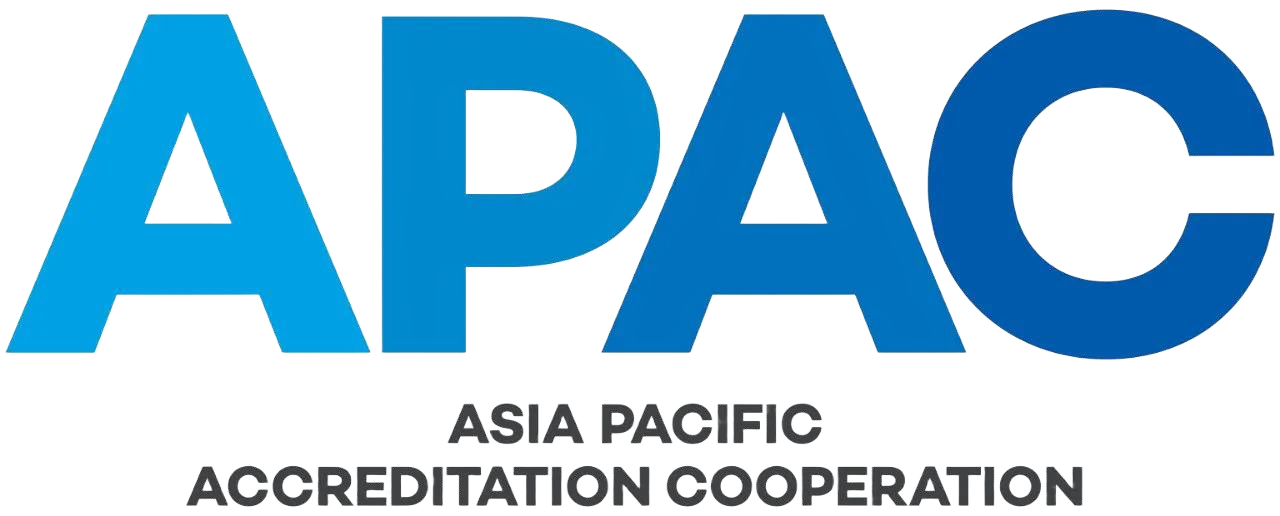 APAC
ASIA PACIFIC
ACCREDITATION COOPERATION